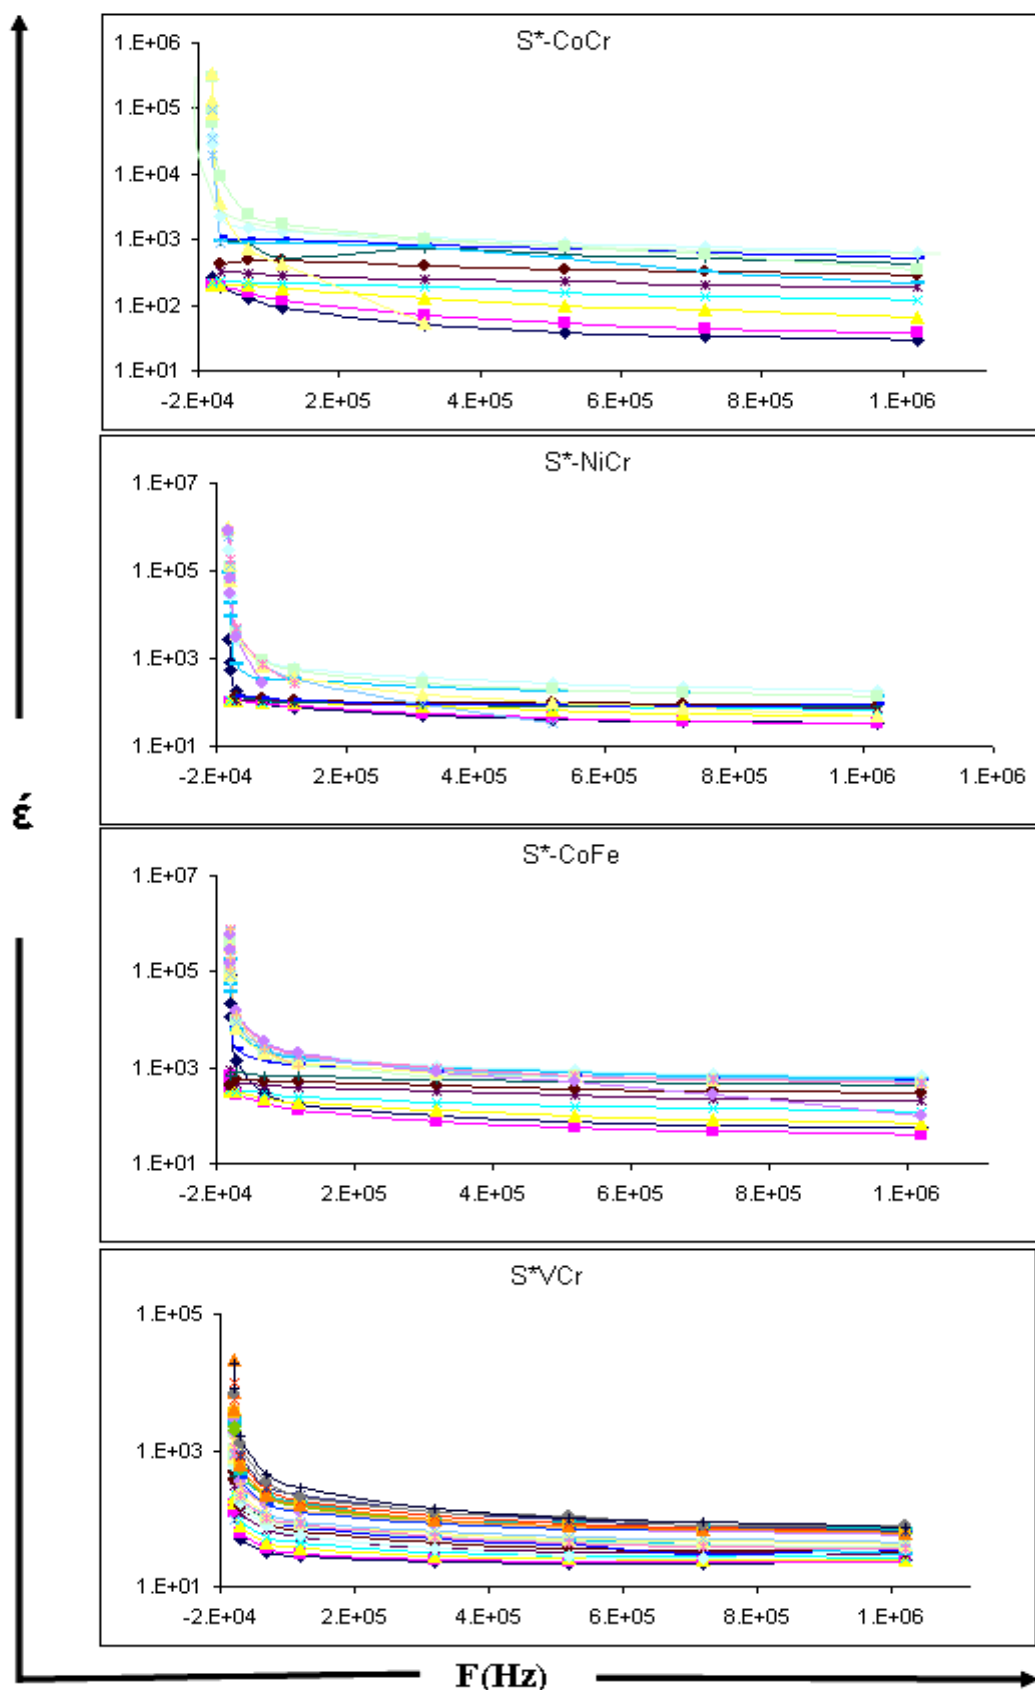 S*-CoCr
1.E+06
1.E+05
1.E+04
1.E+03
1.E+02
1.E+01
-2.E+04 2.E+05 4.E+05 6.E+05 8.E+05 1.E+06
S*-NiCr
1.E+07
1.E+05
1.E+03
1.E+01
-2.E+04 2.E+05 4.E+05 6.E+05 8.E+05 1.E+06 1.E+06
έ
S*-CoFe
1.E+07
1.E+05
1.E+03
1.E+01
-2.E+04 2.E+05 4.E+05 6.E+05 8.E+05 1.E+06
S*VCr
1.E+05
1.E+03
1.E+01
-2.E+04 2.E+05 4.E+05 6.E+05 8.E+05 1.E+06
F(Hz)